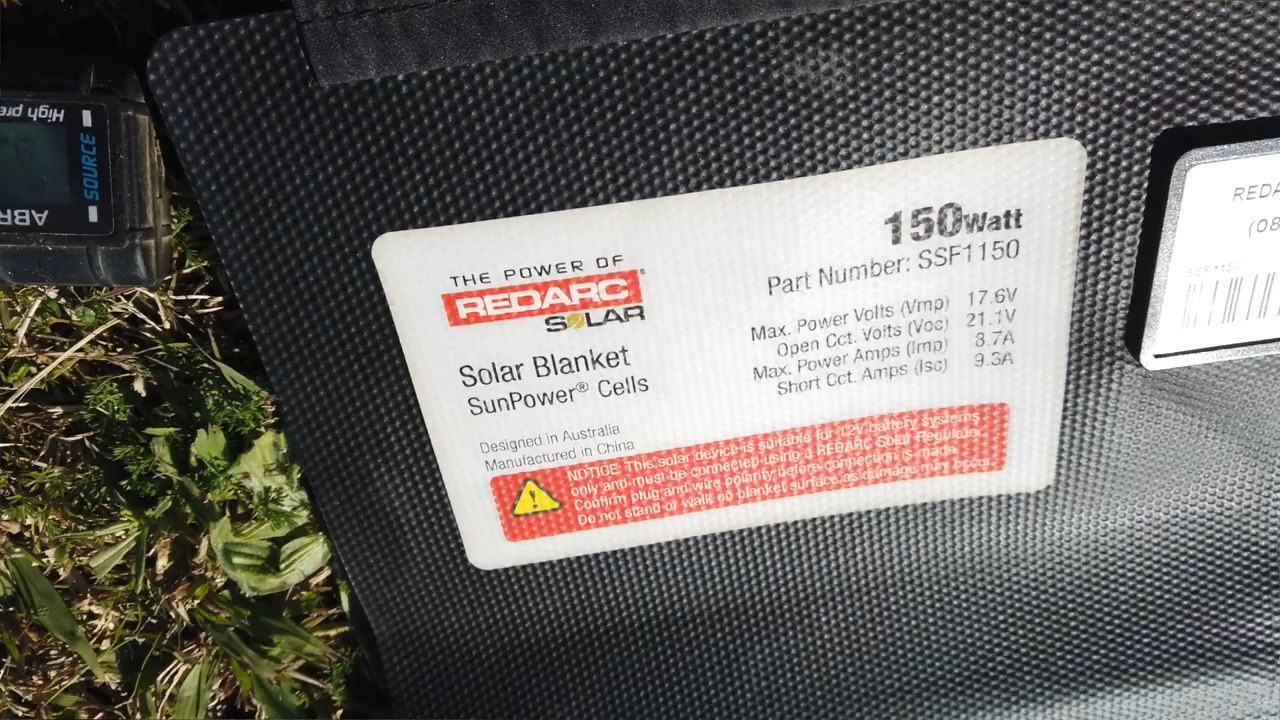 High pre
SOURCE
ABR
THE POWER OF
REDARC®
SOLAR
Solar Blanket
SunPower® Cells
Designed in Australia
Manufactured in China
150Watt
Part Number: SSF1150
Max. Power Volts (Vmp) 17.6V
Open Cct. Volts (Voc) 21.1V
Max. Power Amps (Imp) 8.7A
Short Cct. Amps (Isc) 9.3A
NOTICE: This solar device is suitable for 12V battery systems
only and must be connected using a REDARC Solar Regulator.
Confirm plug and wire polarity before connection is made.
Do not stand or walk on blanket surface as damage may occur.
REDA
(08
SSF1150